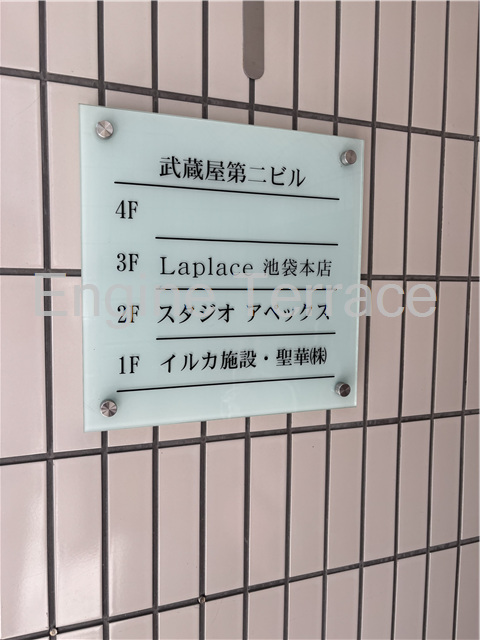 武蔵屋第二ビル
4F
3F Laplace 池袋本店
2F スタジオ アペックス
1F イルカ施設・聖華㈱
Engine Terrace